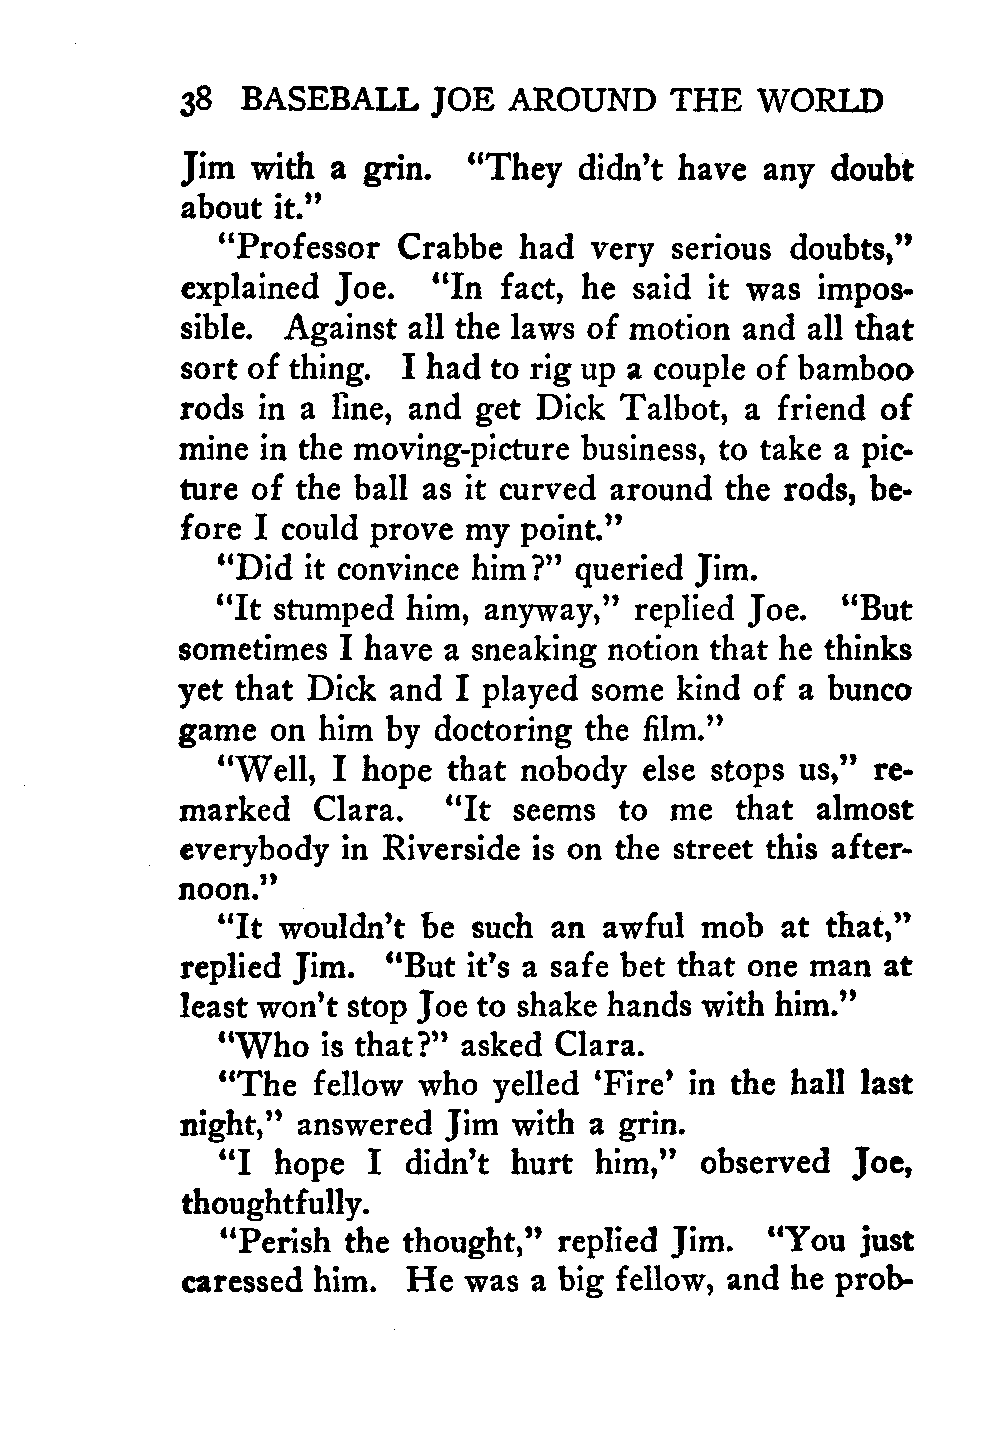 38 BASEBALL JOE AROUND THE WORLD
Jim with a grin. “They didn’t have any doubt
about it.”
“Professor Crabbe had very serious doubts,”
explained Joe. “In fact, he said it was impos-
sible. Against all the laws of motion and all that
sort of thing. I had to rig up a couple of bamboo
rods in a line, and get Dick Talbot, a friend of
mine in the moving-picture business, to take a pic-
ture of the ball as it curved around the rods, be-
fore I could prove my point.”
“Did it convince him?” queried Jim.
“It stumped him, anyway,” replied Joe. “But
sometimes I have a sneaking notion that he thinks
yet that Dick and I played some kind of a bunco
game on him by doctoring the film.”
“Well, I hope that nobody else stops us,” re-
marked Clara. “It seems to me that almost
everybody in Riverside is on the street this after-
noon.”
“It wouldn’t be such an awful mob at that,”
replied Jim. “But it’s a safe bet that one man at
least won’t stop Joe to shake hands with him.”
“Who is that?” asked Clara.
“The fellow who yelled ‘Fire’ in the hall last
night,” answered Jim with a grin.
“I hope I didn’t hurt him,” observed Joe,
thoughtfully.
“Perish the thought,” replied Jim. “You just
caressed him. He was a big fellow, and he prob-